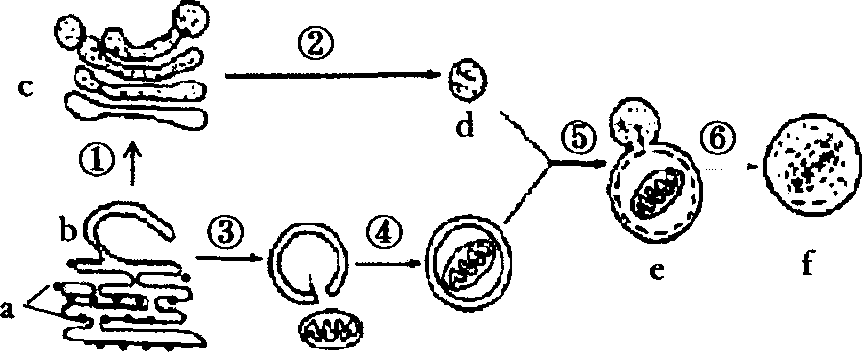 ②
c
d
①
⑤
⑥
b
③
④
a
e
f